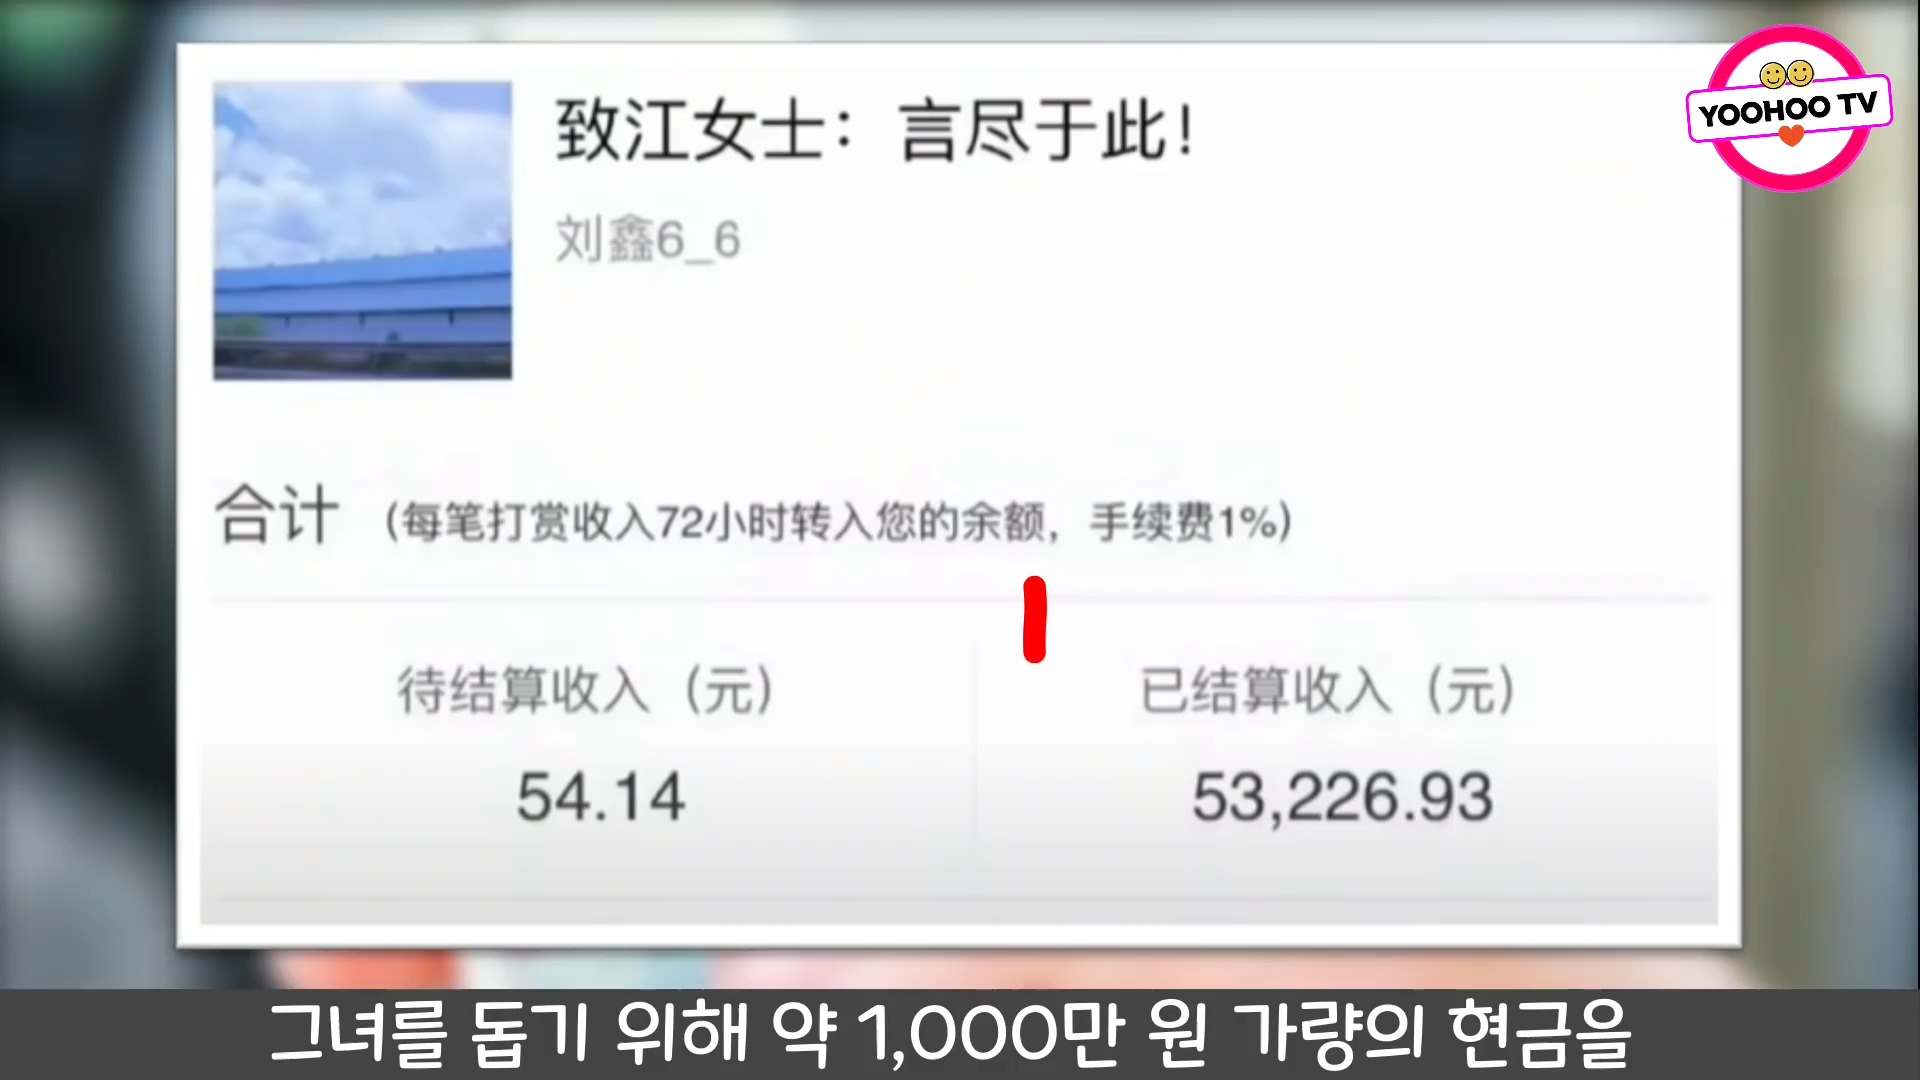 致江女士：言尽于此！
刘鑫6_6
YOOHOO TV
合计 （每笔打赏收入72小时转入您的余额，手续费1%）
待结算收入（元） 已结算收入（元）
54.14 53,226.93
그녀를 돕기 위해 약 1,000만 원 가량의 현금을